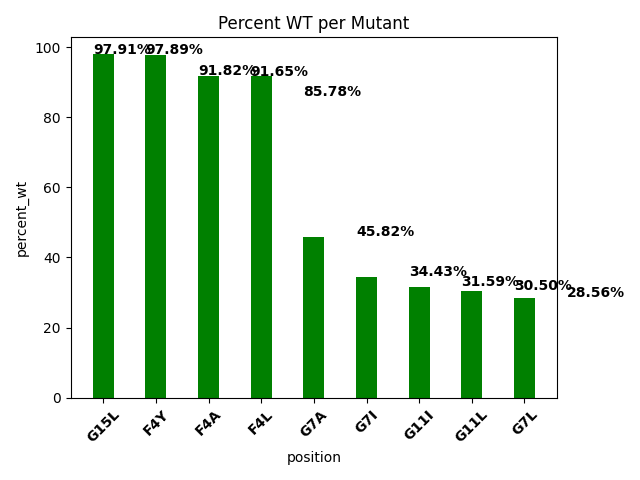 Percent WT per Mutant
97.91%
97.89%
91.82%
91.65%
85.78%
45.82%
34.43%
31.59%
30.50%
28.56%
percent_wt
100
80
60
40
20
0
G15L
F4Y
F4A
F4L
G7A
G7I
G11I
G11L
G7L
position